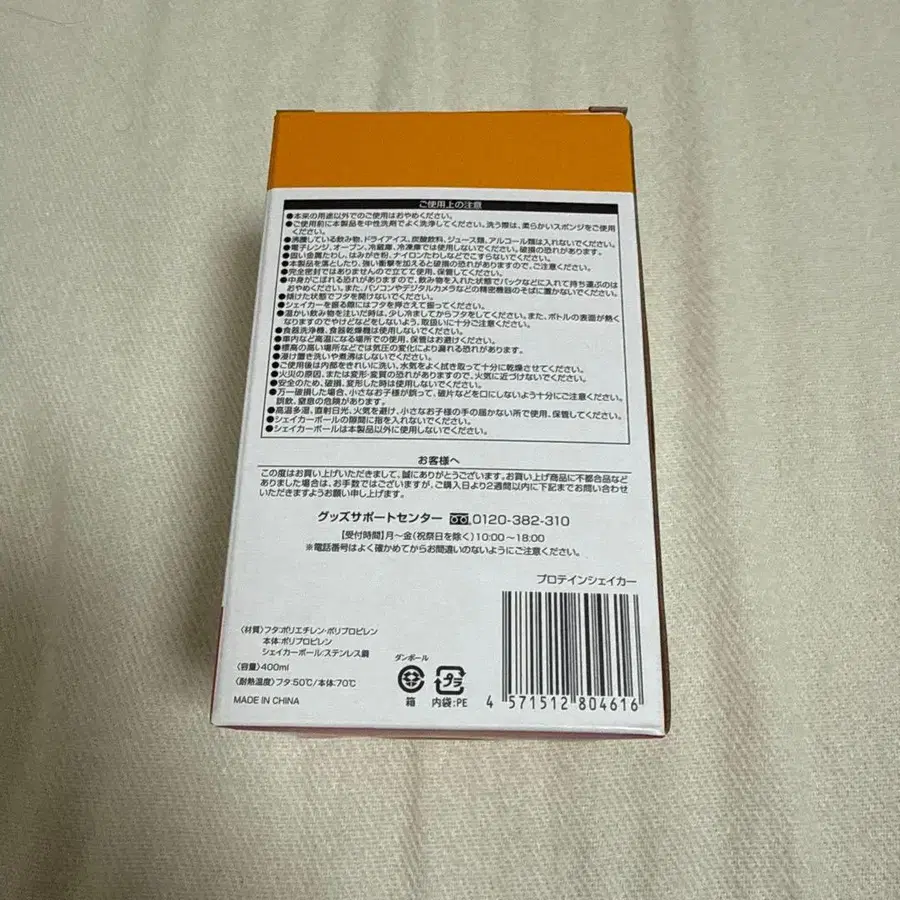 ご使用上の注意
●本来の用途以外でのご使用はおやめください。
●ご使用前に本製品を中性洗剤でよく洗浄してください。洗う際は、柔らかいスポンジをご使用
ください。
●沸騰している飲み物、ドライアイス、炭酸飲料、ジュース類、アルコール類は入れないでください。
●電子レンジ、オーブン、冷蔵庫、冷凍庫では使用しないでください。破損の恐れがあります。
●固い金属たわし、はみがき粉、ナイロンたわしなどでこすらないでください。
●本製品を落としたり、強い衝撃を加えると破損の恐れがありますので、ご注意ください。
●完全密封ではありませんので立てて使用、保管してください。
●中身がこぼれる恐れがありますので、飲み物を入れた状態でバックなどに入れて持ち運ぶのは
おやめください。また、パソコンやデジタルカメラなどの精密機器のそばに置かないでください。
●傾けた状態でフタを開けないでください。
●シェイカーを振る際にはフタを押さえて振ってください。
●温かい飲み物を注いだ時は、少し冷ましてからフタをしてください。また、ボトルの表面が熱く
なりますのでやけどなどをしないよう、取扱いに十分ご注意ください。
●食器洗浄機、食器乾燥機は使用しないでください。
●車内など高温になる場所での使用、保管はお避けください。
●標高の高い場所などでは気圧の変化により漏れる恐れがあります。
●浸け置き洗いや煮沸はしないでください。
●ご使用後は内部をきれいに洗い、水気をよく拭き取って十分に乾燥させてください。
●火災の原因、または変形・変質の恐れがありますので、火気に近づけないでください。
●安全のため、破損、変形した時は使用しないでください。
●万一破損した場合、小さなお子様が誤って、破片などを口にしないよう十分にご注意ください。
誤飲、窒息の危険があります。
●高温多湿、直射日光、火気を避け、小さなお子様の手の届かない所で使用、保管してください。
●シェイカーボールの隙間に指を入れないでください。
●シェイカーボールは本製品以外に使用しないでください。
お客様へ
この度はお買い上げいただきまして、誠にありがとうございます。お買い上げ商品に不都合品など
ありました場合は、お手数ではございますが、ご購入日より2週間以内に下記までお問い合わせ
いただきますようお願い申し上げます。
グッズサポートセンター 0120-382-310
【受付時間】月〜金(祝祭日を除く)10:00〜18:00
※電話番号はよく確かめてからお間違いのないようにご注意ください。
プロテインシェイカー
〈材質〉フタ:ポリエチレン・ポリプロピレン
本体:ポリプロピレン
シェイカーボール:ステンレス鋼
〈容量〉400ml
〈耐熱温度〉フタ:50℃/本体:70℃
MADE IN CHINA
ダンボール
箱
プラ
内袋:PE
4 571512 804616